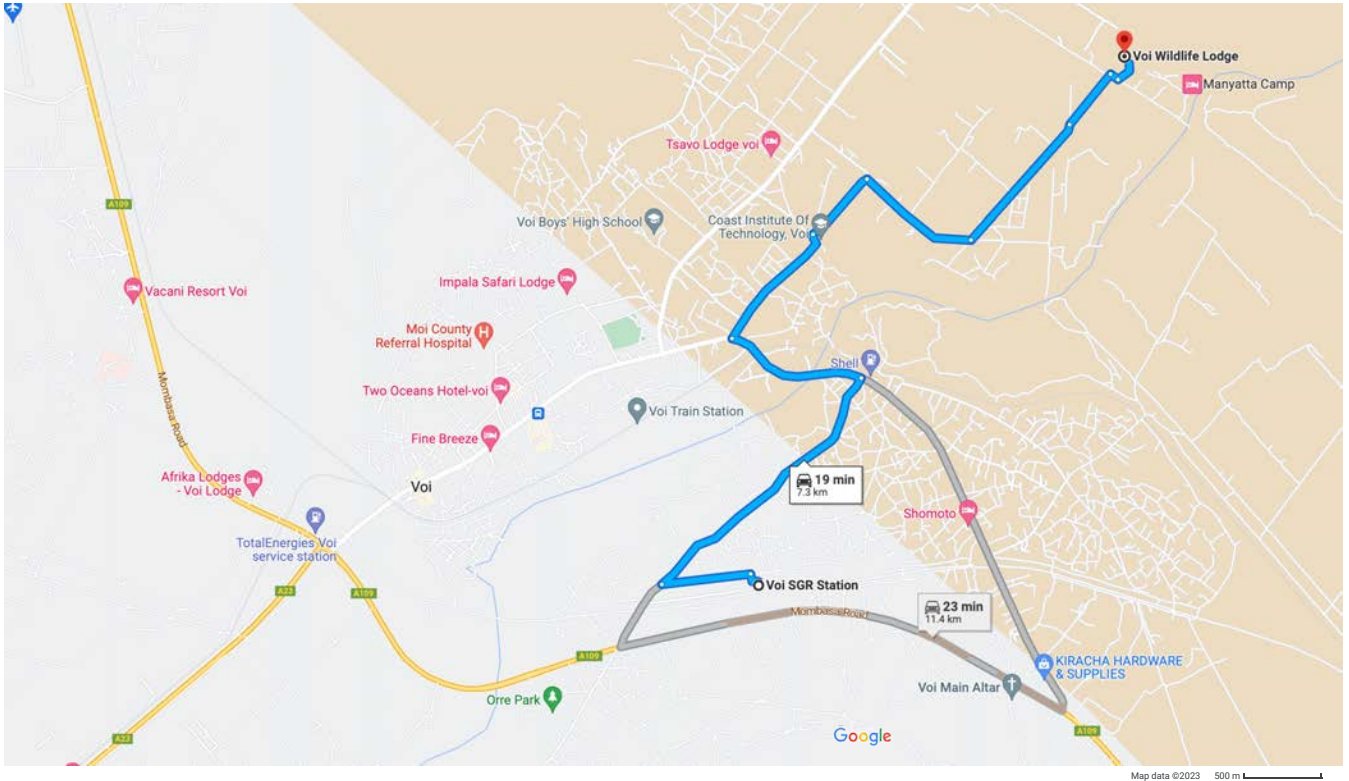 Voi Wildlife Lodge
Manyatta Camp
Tsavo Lodge voi
A109
Voi Boys' High School
Coast Institute Of
Technology, Voi
Impala Safari Lodge
Vacani Resort Voi
Moi County
Referral Hospital
Shell
Two Oceans Hotel-voi
Voi Train Station
Mombasa Road
Fine Breeze
Afrika Lodges
- Voi Lodge
Voi
19 min
7.3 km
Shomoto
TotalEnergies Voi
service station
Voi SGR Station
A23
A109
Mombasa Road
23 min
11.4 km
A109
KIRACHA HARDWARE
& SUPPLIES
Voi Main Altar
Orre Park
Google
A23
A109
Map data ©2023 500 m